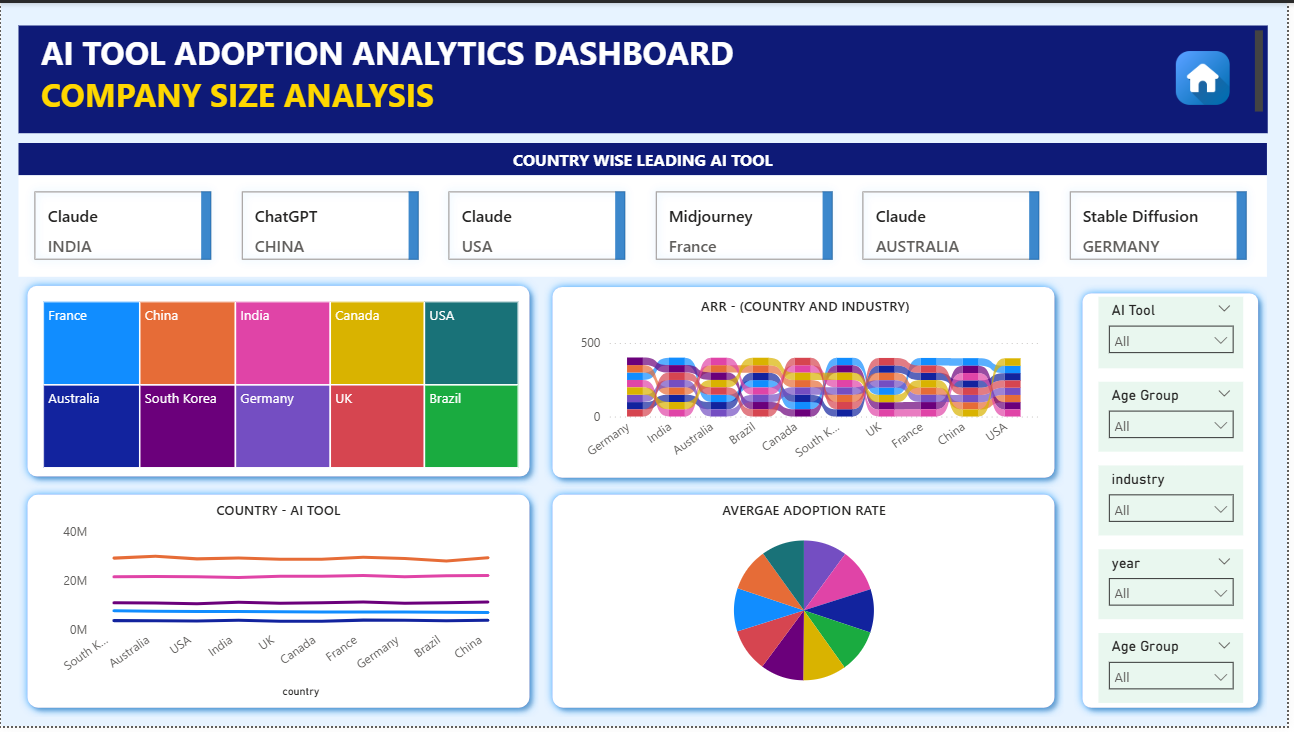 AI TOOL ADOPTION ANALYTICS DASHBOARD
COMPANY SIZE ANALYSIS
COUNTRY WISE LEADING AI TOOL
Claude
INDIA
ChatGPT
CHINA
Claude
USA
Midjourney
France
Claude
AUSTRALIA
Stable Diffusion
GERMANY
France
China
India
Canada
USA
Australia
South Korea
Germany
UK
Brazil
ARR - (COUNTRY AND INDUSTRY)
500
0
Germany
India
Australia
Brazil
Canada
South K...
UK
France
China
USA
AI Tool
All
Age Group
All
industry
All
year
All
Age Group
All
COUNTRY - AI TOOL
40M
20M
0M
South K...
Australia
USA
India
UK
Canada
France
Germany
Brazil
China
country
AVERGAE ADOPTION RATE